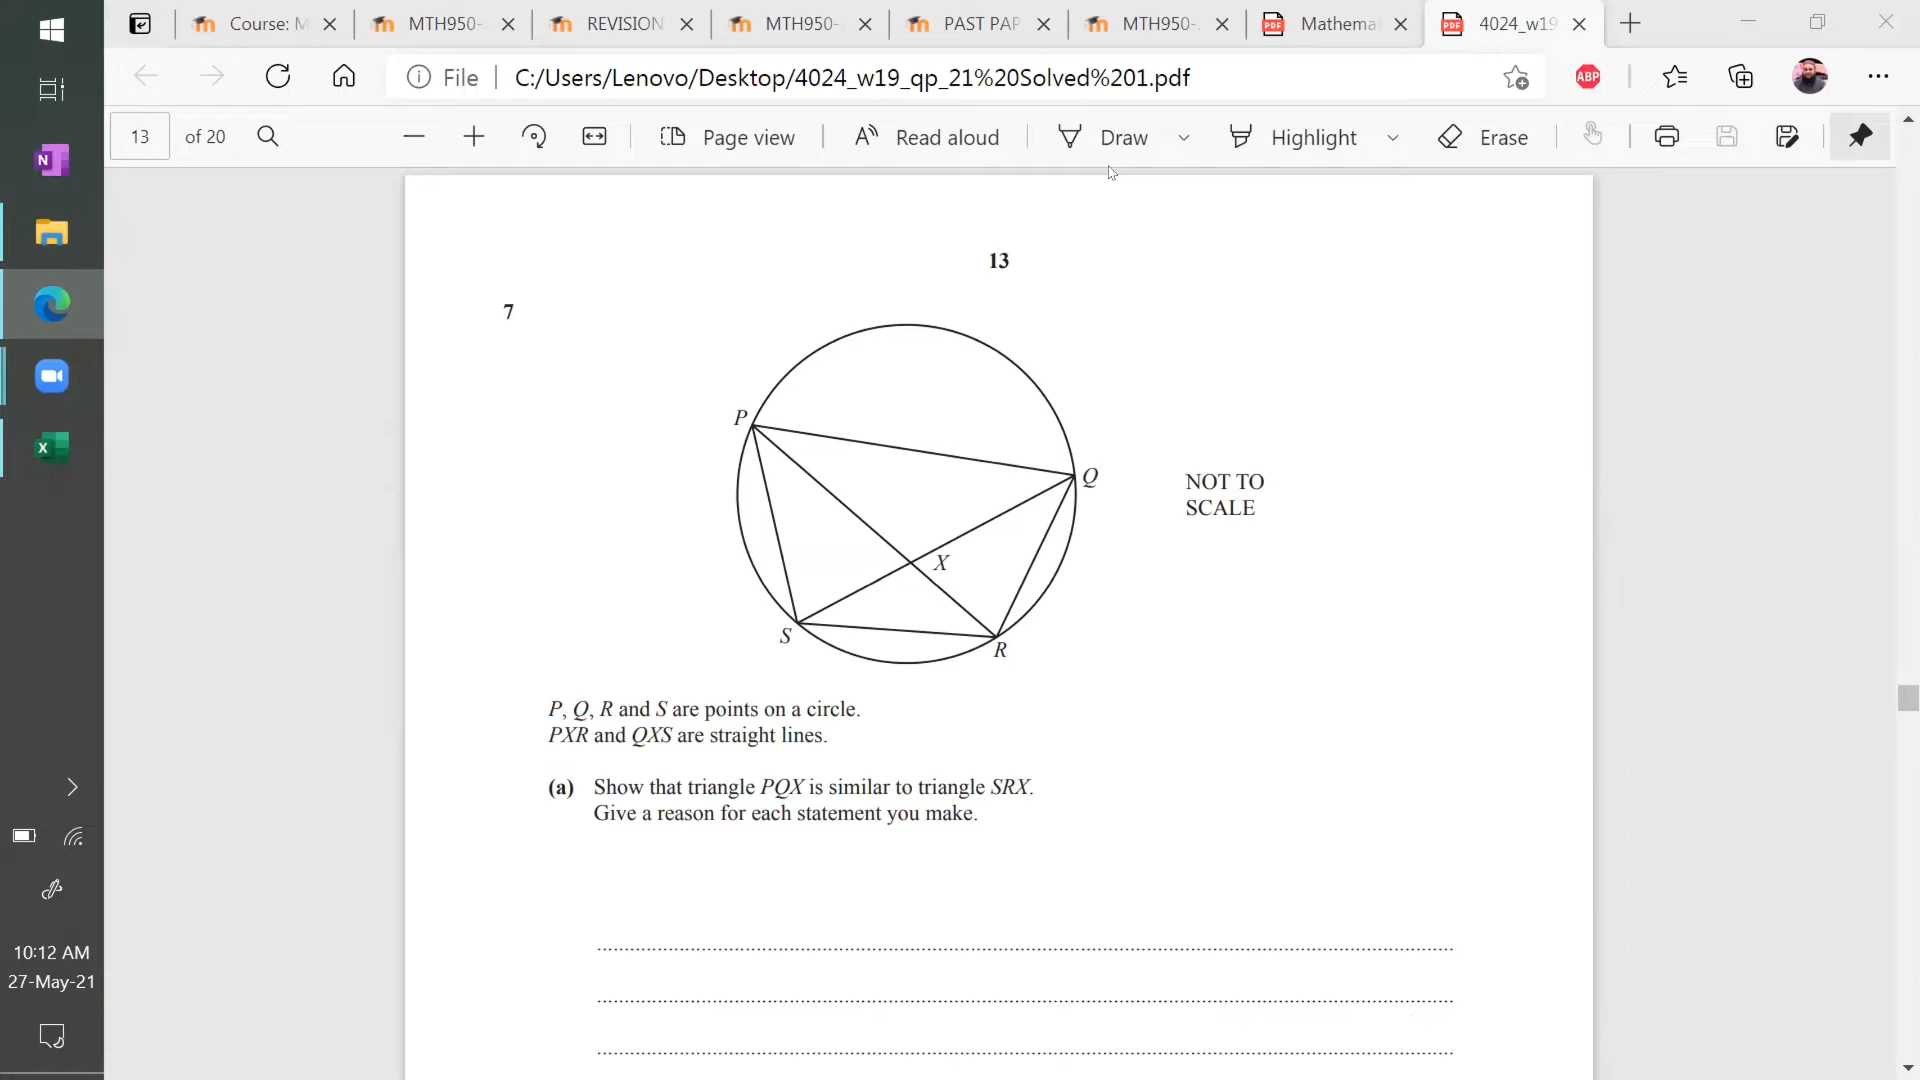 Course: M
MTH950-
REVISION
MTH950-
PAST PAP
MTH950-
Mathema
4024_w19
File
C:/Users/Lenovo/Desktop/4024_w19_qp_21%20Solved%201.pdf
ABP
13 of 20
Page view
Read aloud
Draw
Highlight
Erase
13
7
P
Q
X
S
R
NOT TO
SCALE
P, Q, R and S are points on a circle.
PXR and QXS are straight lines.
(a) Show that triangle PQX is similar to triangle SRX.
Give a reason for each statement you make.
10:12 AM
27-May-21